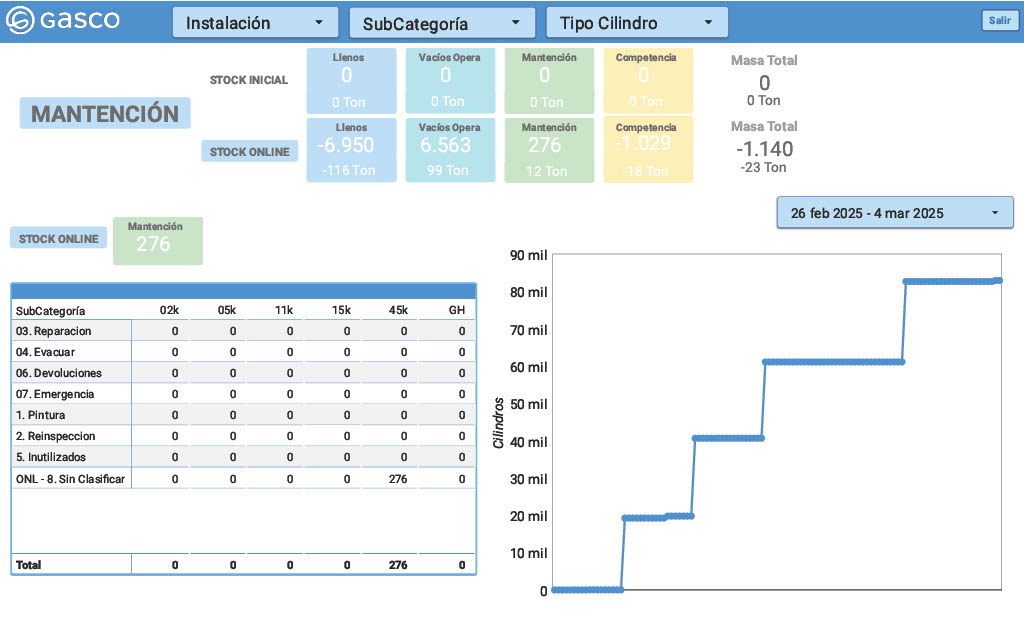 GASCO
Instalación
SubCategoría
Tipo Cilindro
Salir
MANTENCIÓN
STOCK INICIAL
Llenos
0
0 Ton
Vacíos Opera
0
0 Ton
Mantención
0
0 Ton
Competencia
0
0 Ton
Masa Total
0
0 Ton
STOCK ONLINE
Llenos
-6.950
-116 Ton
Vacíos Opera
6.563
99 Ton
Mantención
276
12 Ton
Competencia
-1.029
-18 Ton
Masa Total
-1.140
-23 Ton
26 feb 2025 - 4 mar 2025
STOCK ONLINE
Mantención
276
SubCategoría 02k 05k 11k 15k 45k GH
03. Reparacion 0 0 0 0 0 0
04. Evacuar 0 0 0 0 0 0
06. Devoluciones 0 0 0 0 0 0
07. Emergencia 0 0 0 0 0 0
1. Pintura 0 0 0 0 0 0
2. Reinspeccion 0 0 0 0 0 0
5. Inutilizados 0 0 0 0 0 0
ONL - 8. Sin Clasificar 0 0 0 0 276 0
Total 0 0 0 0 276 0
Cilindros
90 mil
80 mil
70 mil
60 mil
50 mil
40 mil
30 mil
20 mil
10 mil
0